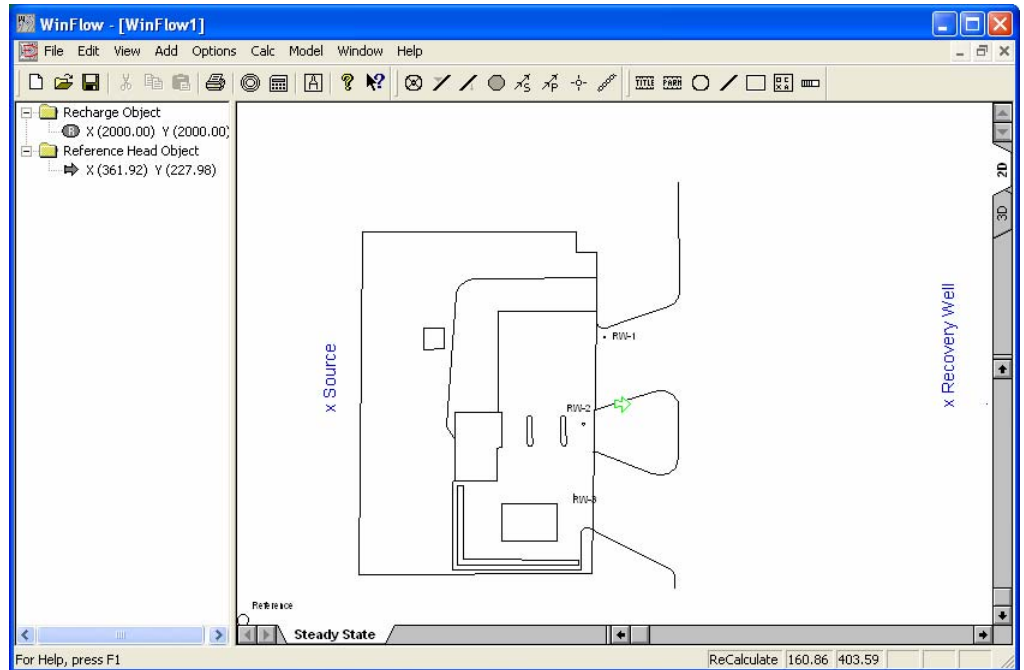 WinFlow - [WinFlow1]
File Edit View Add Options Calc Model Window Help
TITLE PARM
Recharge Object
R X (2000.00) Y (2000.00)
Reference Head Object
X (361.92) Y (227.98)
2D
3D
x Source
x Recovery Well
RW-1
RW-2
RW-3
Reference
Steady State
For Help, press F1
ReCalculate 160.86 403.59